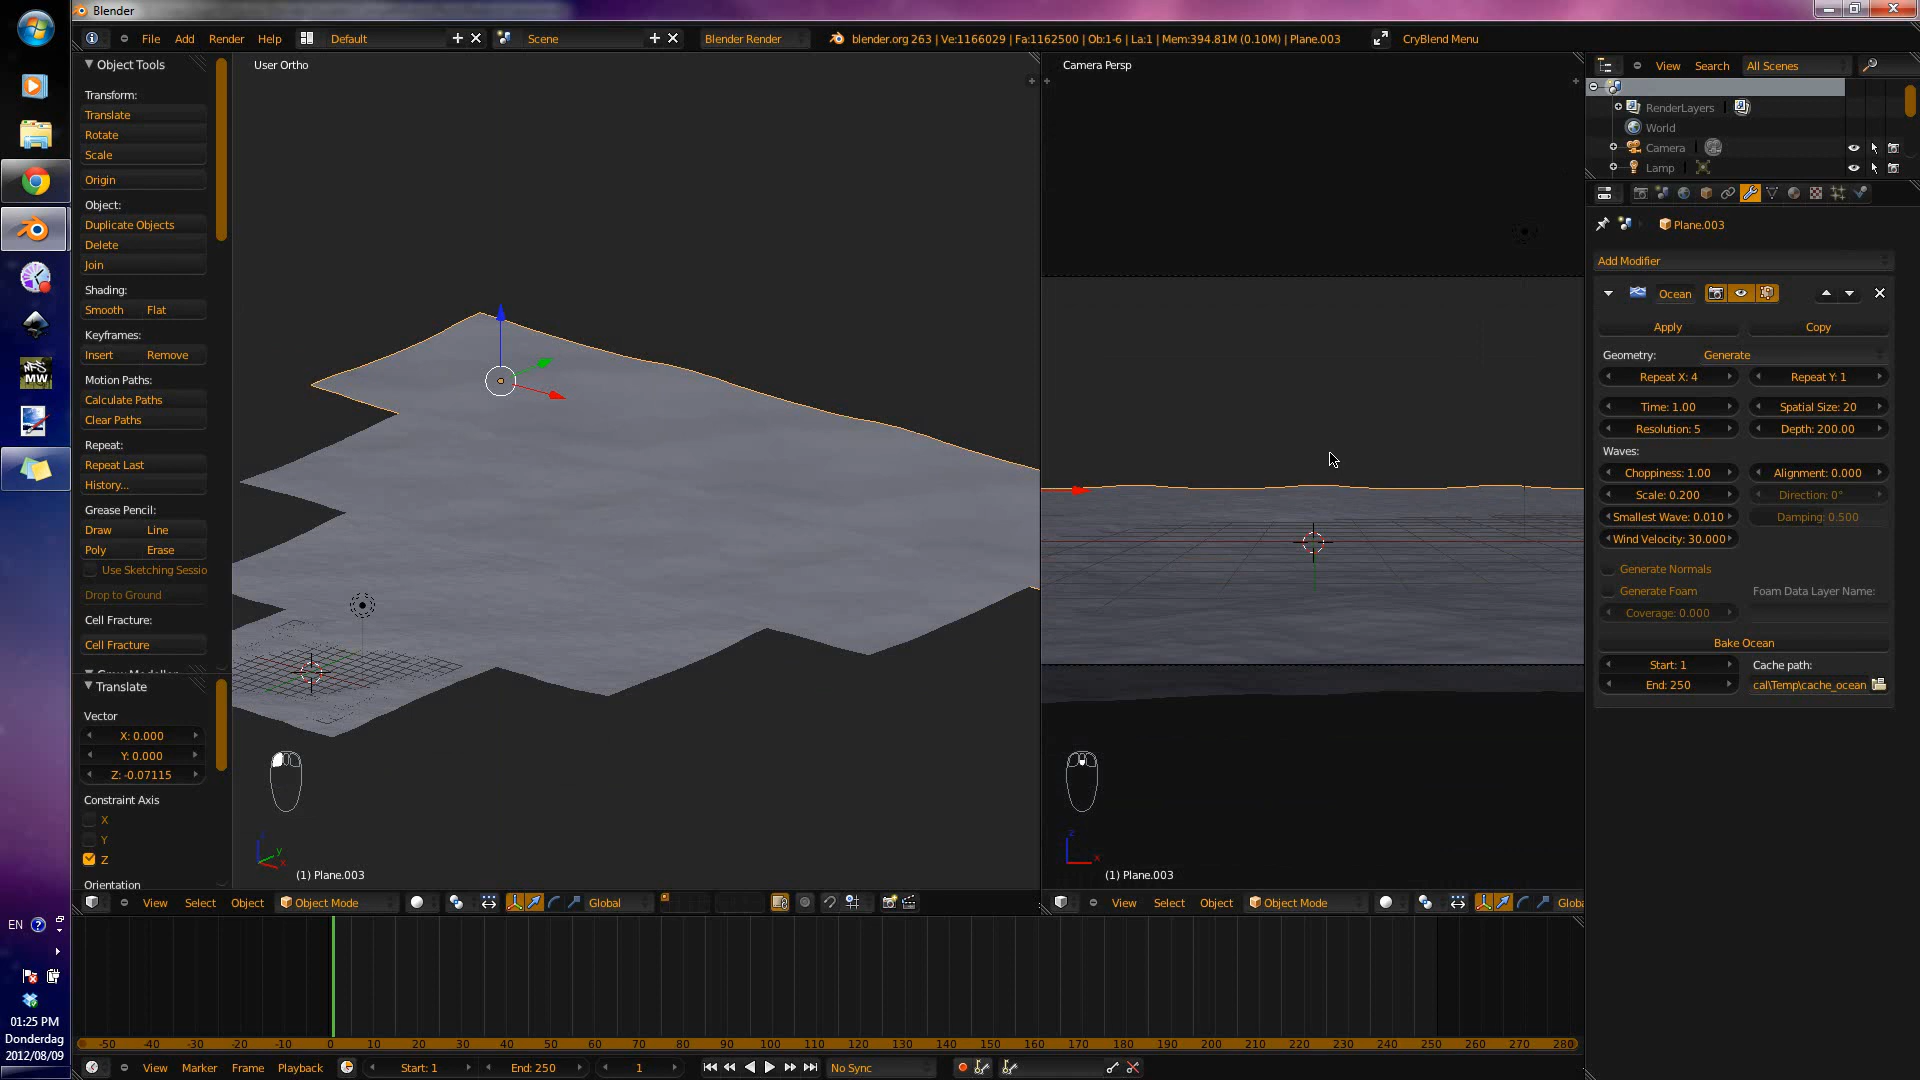 Blender
File Add Render Help Default Scene Blender Render blender.org 263 | Ve:1166029 | Fa:1162500 | Ob:1-6 | La:1 | Mem:394.81M (0.10M) | Plane.003 CryBlend Menu
Object Tools
Transform:
Translate
Rotate
Scale
Origin
Object:
Duplicate Objects
Delete
Join
Shading:
Smooth Flat
Keyframes:
Insert Remove
Motion Paths:
Calculate Paths
Clear Paths
Repeat:
Repeat Last
History...
Grease Pencil:
Draw Line
Poly Erase
Use Sketching Sessio
Drop to Ground
Cell Fracture:
Cell Fracture
Translate
Vector
X: 0.000
Y: 0.000
Z: -0.07115
Constraint Axis
X
Y
Z
Orientation
User Ortho
(1) Plane.003
View Select Object Object Mode Global
Camera Persp
(1) Plane.003
View Select Object Object Mode Globa
View Search All Scenes
RenderLayers
World
Camera
Lamp
Plane.003
Add Modifier
Ocean
Apply Copy
Geometry: Generate
Repeat X: 4 Repeat Y: 1
Time: 1.00 Spatial Size: 20
Resolution: 5 Depth: 200.00
Waves:
Choppiness: 1.00 Alignment: 0.000
Scale: 0.200 Direction: 0°
Smallest Wave: 0.010 Damping: 0.500
Wind Velocity: 30.000
Generate Normals
Generate Foam Foam Data Layer Name:
Coverage: 0.000
Bake Ocean
Start: 1 Cache path:
End: 250 cal\Temp\cache_ocean
-50 -40 -30 -20 -10 0 10 20 30 40 50 60 70 80 90 100 110 120 130 140 150 160 170 180 190 200 210 220 230 240 250 260 270 280
View Marker Frame Playback Start: 1 End: 250 1 No Sync
NFS
MW
EN
01:25 PM
Donderdag
2012/08/09